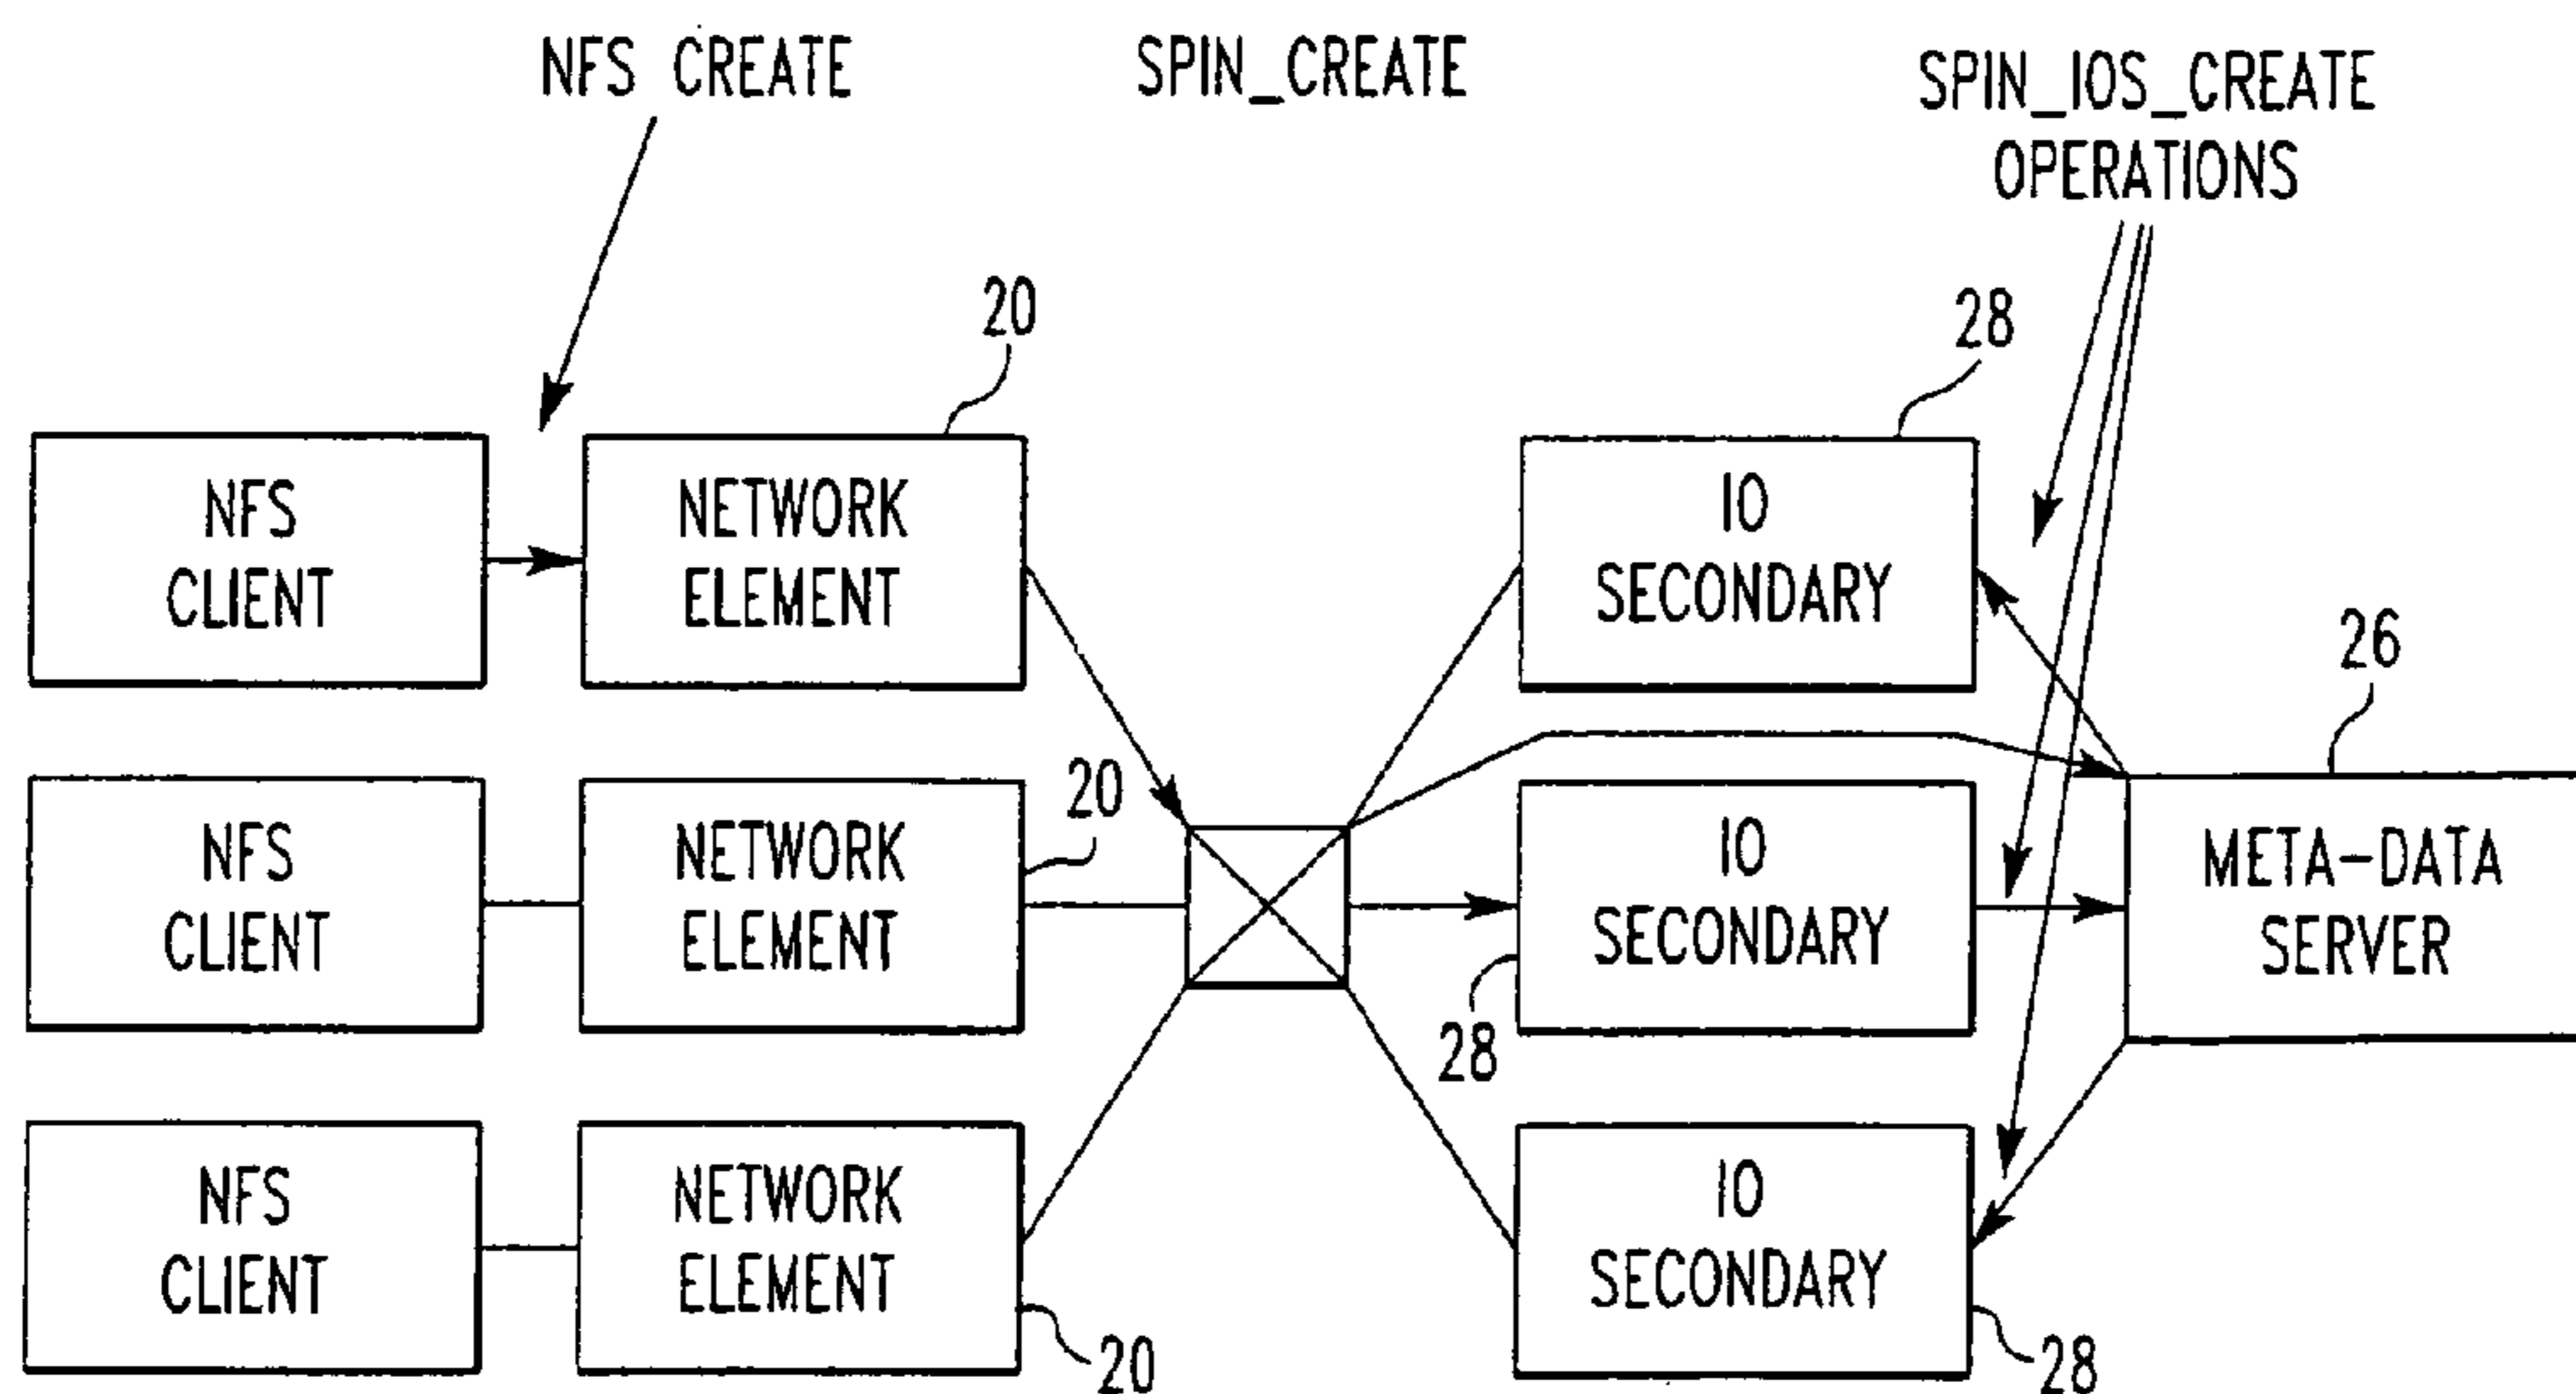 NFS CREATE
SPIN_CREATE
SPIN_IOS_CREATE
OPERATIONS
20
28
NFS
CLIENT
NETWORK
ELEMENT
IO
SECONDARY
26
20
NFS
CLIENT
NETWORK
ELEMENT
IO
SECONDARY
META-DATA
SERVER
28
NFS
CLIENT
NETWORK
ELEMENT
IO
SECONDARY
20
28